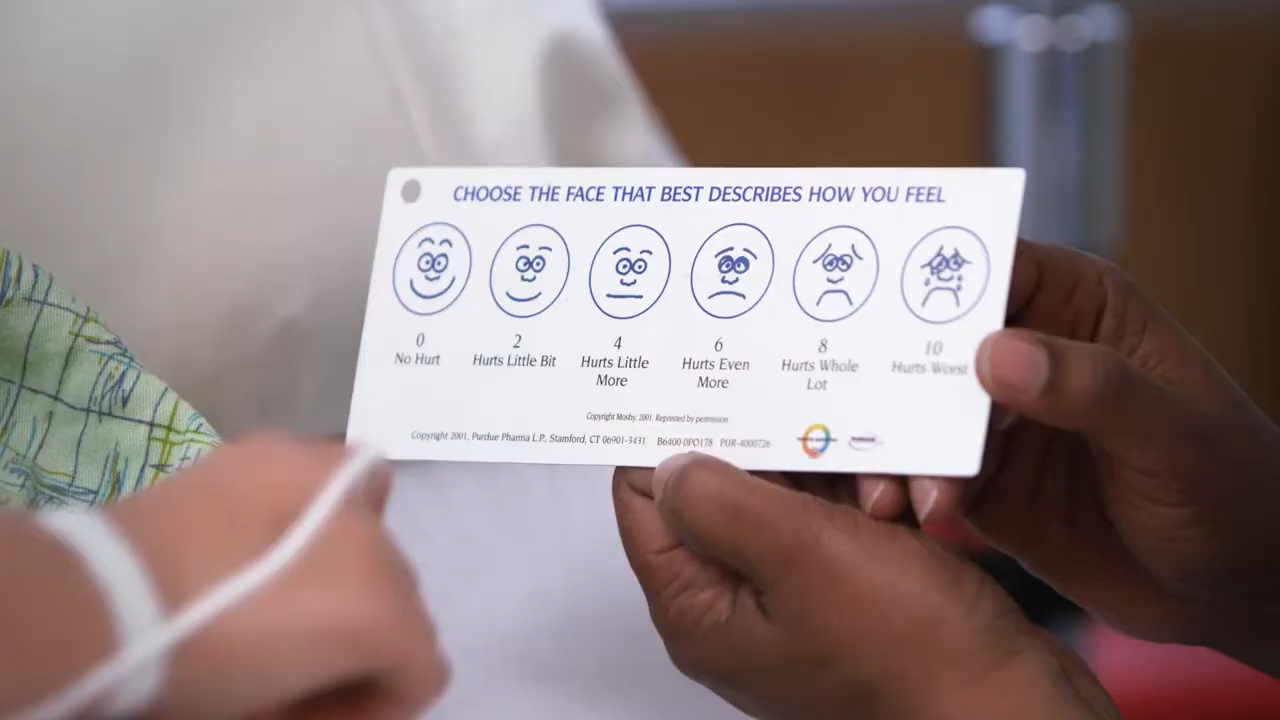 CHOOSE THE FACE THAT BEST DESCRIBES HOW YOU FEEL
0 2 4 6 8 10
No Hurt Hurts Little Bit Hurts Little Hurts Even Hurts Whole Hurts Worst
More More Lot
Copyright Mosby, 2001. Reprinted by permission
Copyright 2001, Purdue Pharma L.P., Stamford, CT 06901-3431 B6400 0PO178 PUR-4000726